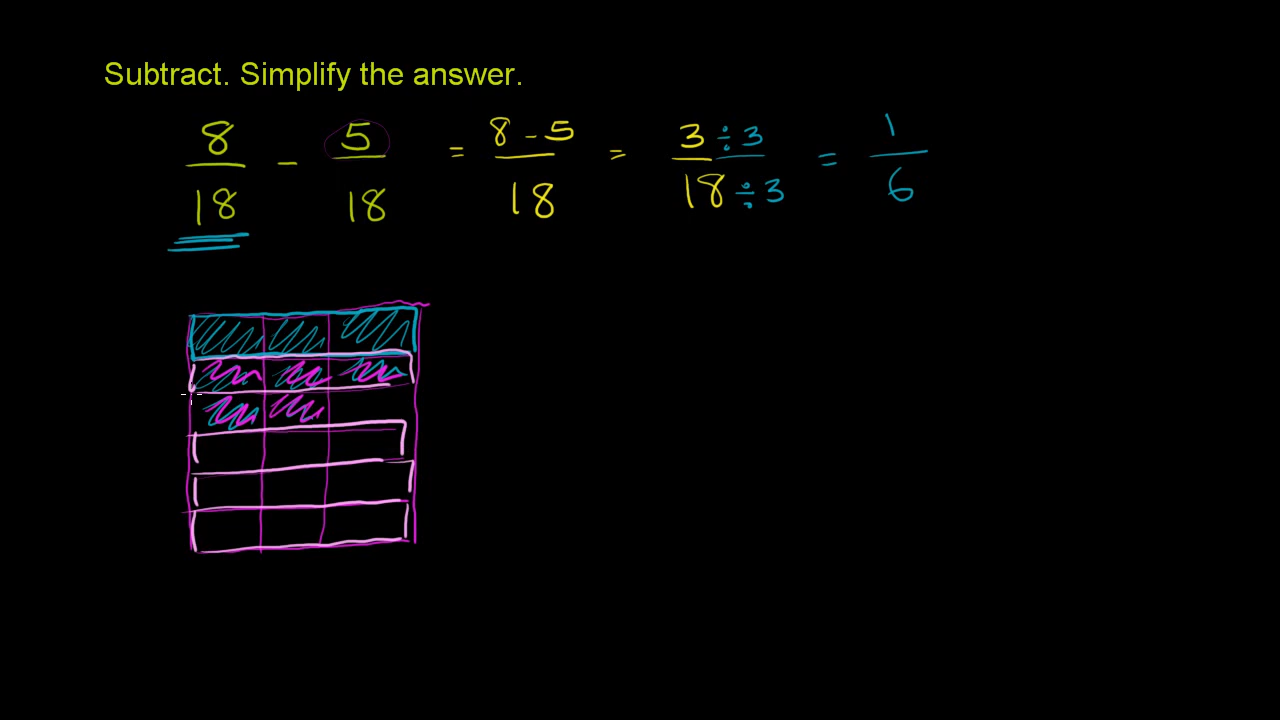 Subtract. Simplify the answer.
8/18 - 5/18 = 8-5/18 = 3÷3/18÷3 = 1/6